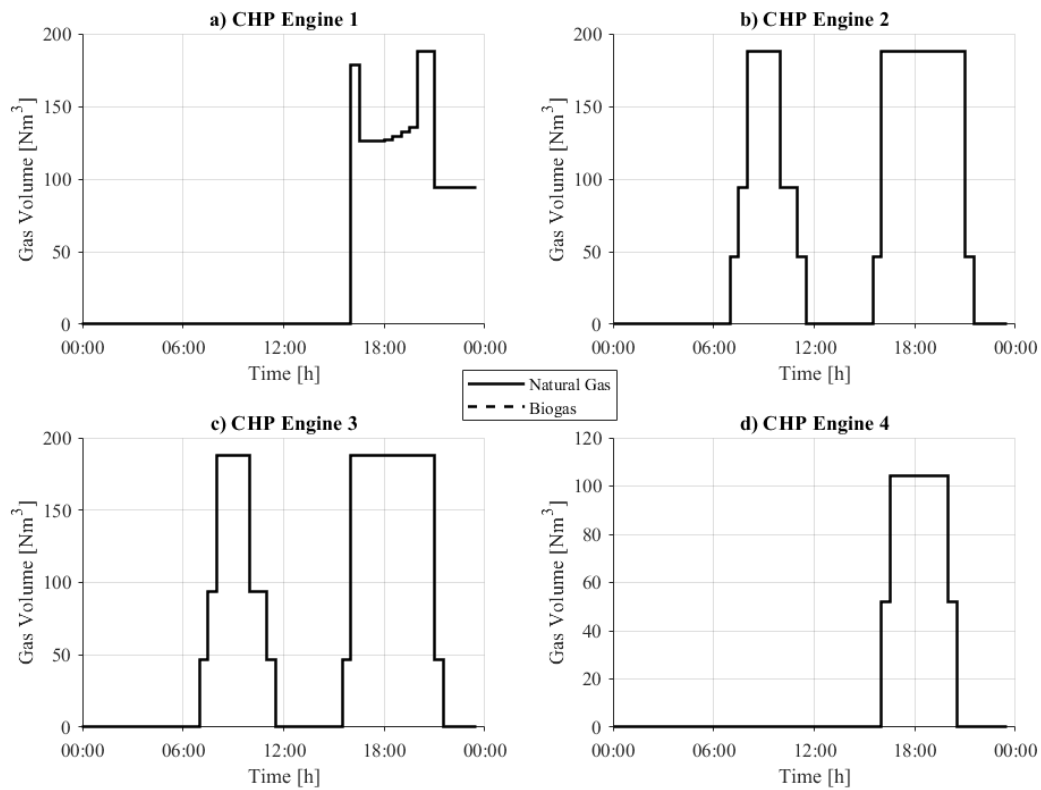 a) CHP Engine 1
Gas Volume [Nm³]
200
150
100
50
0
00:00 06:00 12:00 18:00 00:00
Time [h]
b) CHP Engine 2
Gas Volume [Nm³]
200
150
100
50
0
00:00 06:00 12:00 18:00 00:00
Time [h]
Natural Gas
Biogas
c) CHP Engine 3
Gas Volume [Nm³]
200
150
100
50
0
00:00 06:00 12:00 18:00 00:00
Time [h]
d) CHP Engine 4
Gas Volume [Nm³]
120
100
80
60
40
20
0
00:00 06:00 12:00 18:00 00:00
Time [h]